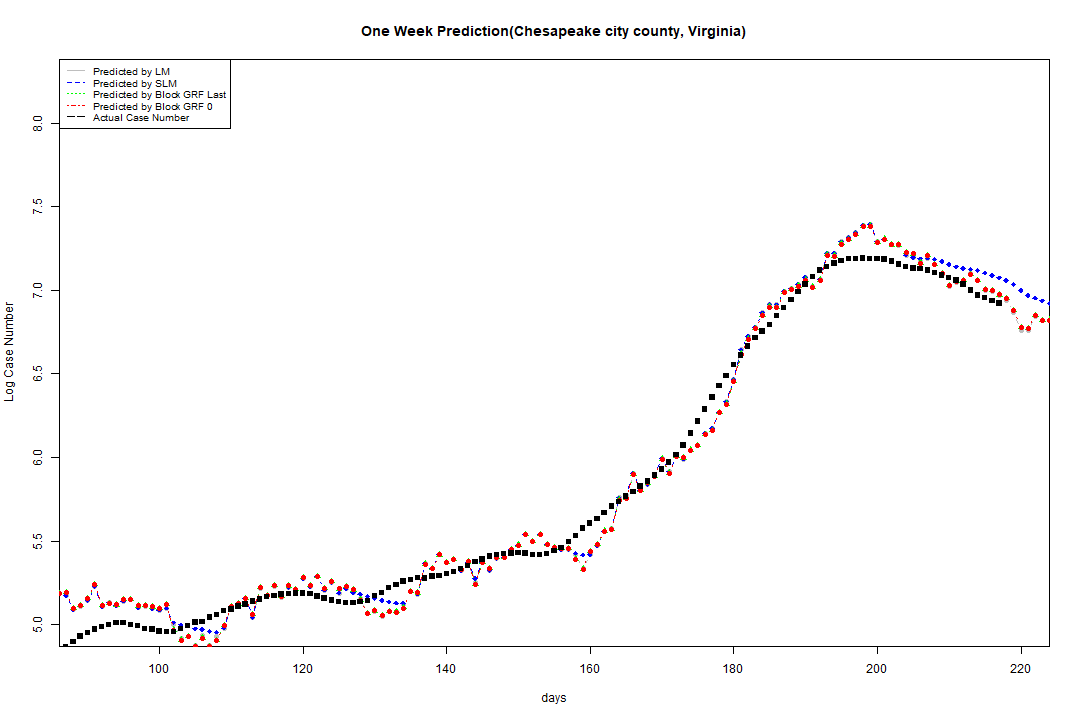 One Week Prediction(Chesapeake city county, Virginia)
Predicted by LM
Predicted by SLM
Predicted by Block GRF Last
Predicted by Block GRF 0
Actual Case Number
8.0
7.5
7.0
6.5
6.0
5.5
5.0
Log Case Number
100 120 140 160 180 200 220
days